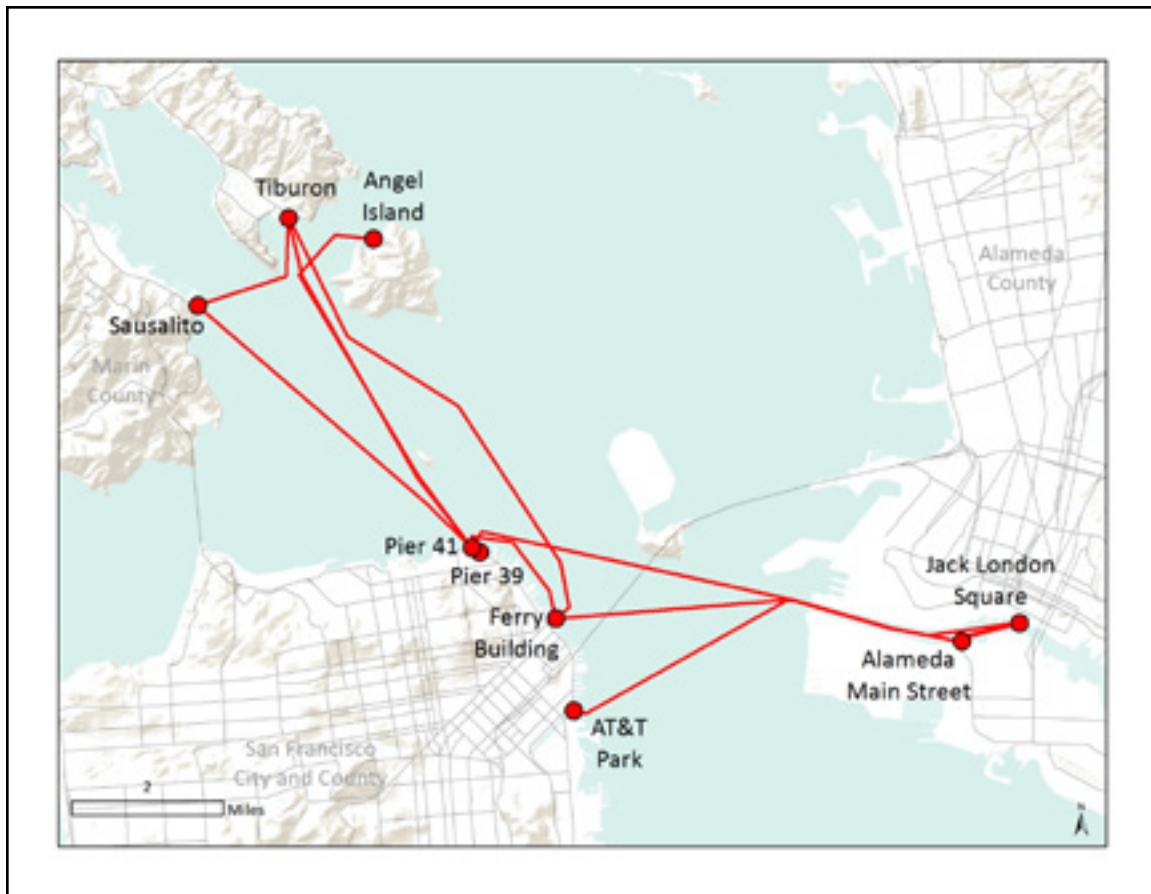 Tiburon
Angel
Island
Sausalito
Marin
County
Alameda
County
Pier 41
Pier 39
Ferry
Building
Jack London
Square
Alameda
Main Street
AT&T
Park
San Francisco
City and County
2
Miles
N